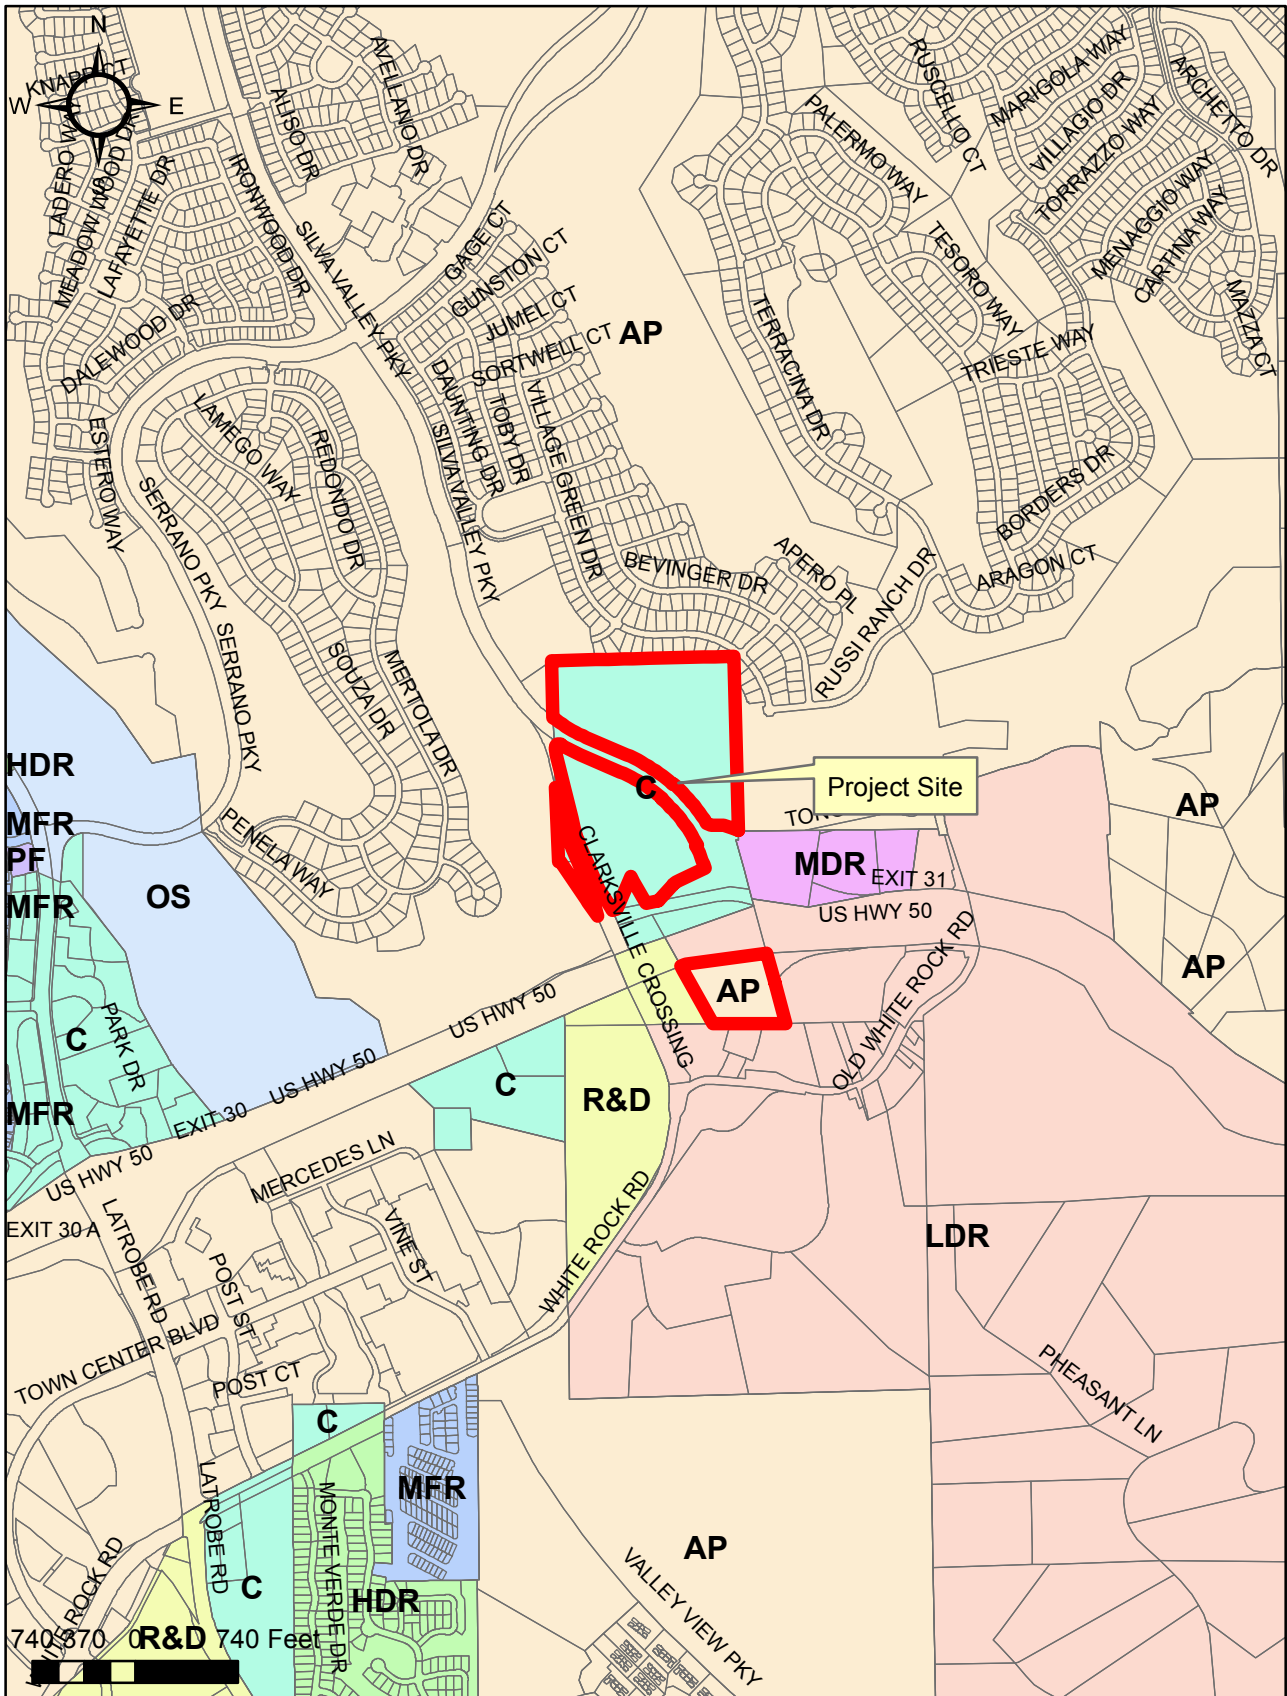 N
W
E
S
KNAPP CT
LADERO WAY
MEADOW WOOD DR
LAFAYETTE DR
IRONWOOD DR
ALISO DR
AVELLANO DR
SILVA VALLEY PKY
GAGE CT
GUNSTON CT
JUMEL CT
SORTWELL CT
AP
DALEWOOD DR
ESTERO WAY
LAMEGO WAY
REDONDO DR
DAUNTING DR
TOBY DR
VILLAGE GREEN DR
SILVA VALLEY PKY
PALERMO WAY
RUSCELLO CT
MARIGOLA WAY
VILLAGIO DR
TORRAZZO WAY
ARCHETTO DR
MENAGGIO WAY
CARTINA WAY
MAZZA CT
TESORO WAY
TRIESTE WAY
TERRACINA DR
BORDERS DR
ARAGON CT
BEVINGER DR
APERO PL
RUSSI RANCH DR
SERRANO PKY
SERRANO PKY
SOUZA DR
MERTOLA DR
PENELA WAY
HDR
MFR
PF
MFR
OS
C
PARK DR
MFR
C
Project Site
MDR
EXIT 31
US HWY 50
AP
AP
CLARKSVILLE CROSSING
AP
OLD WHITE ROCK RD
US HWY 50
US HWY 50
EXIT 30
US HWY 50
EXIT 30 A
C
R&D
MERCEDES LN
VINE ST
LATROBE RD
POST ST
TOWN CENTER BLVD
POST CT
WHITE ROCK RD
LDR
PHEASANT LN
C
MFR
MONTE VERDE DR
HDR
LATROBE RD
C
WHITE ROCK RD
R&D
AP
VALLEY VIEW PKY
740 370 0 740 Feet